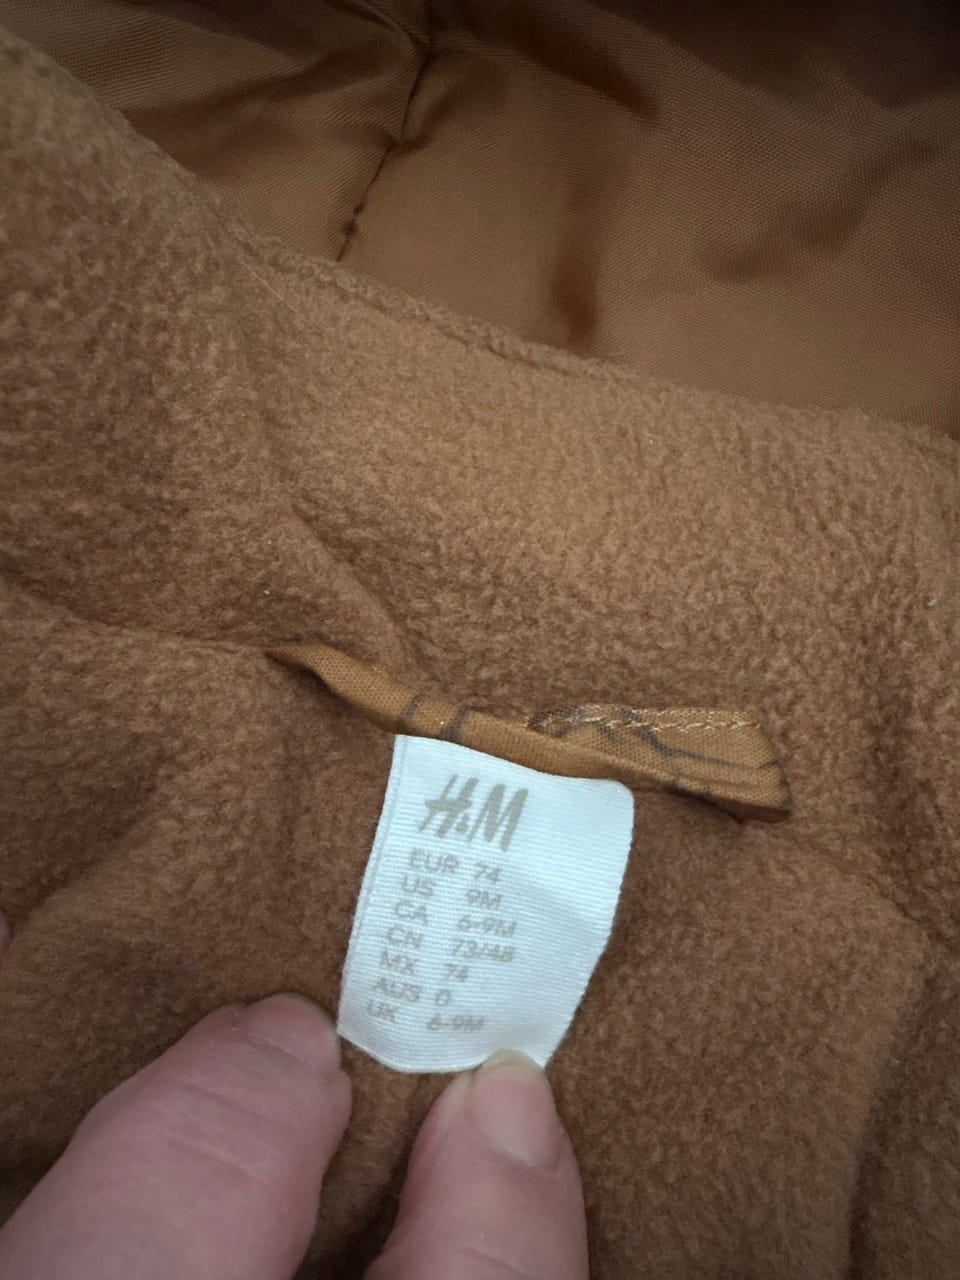 H&M
EUR 74
US 9M
CA 6-9M
CN 73/48
MX 74
AUS 0
UK 6-9M